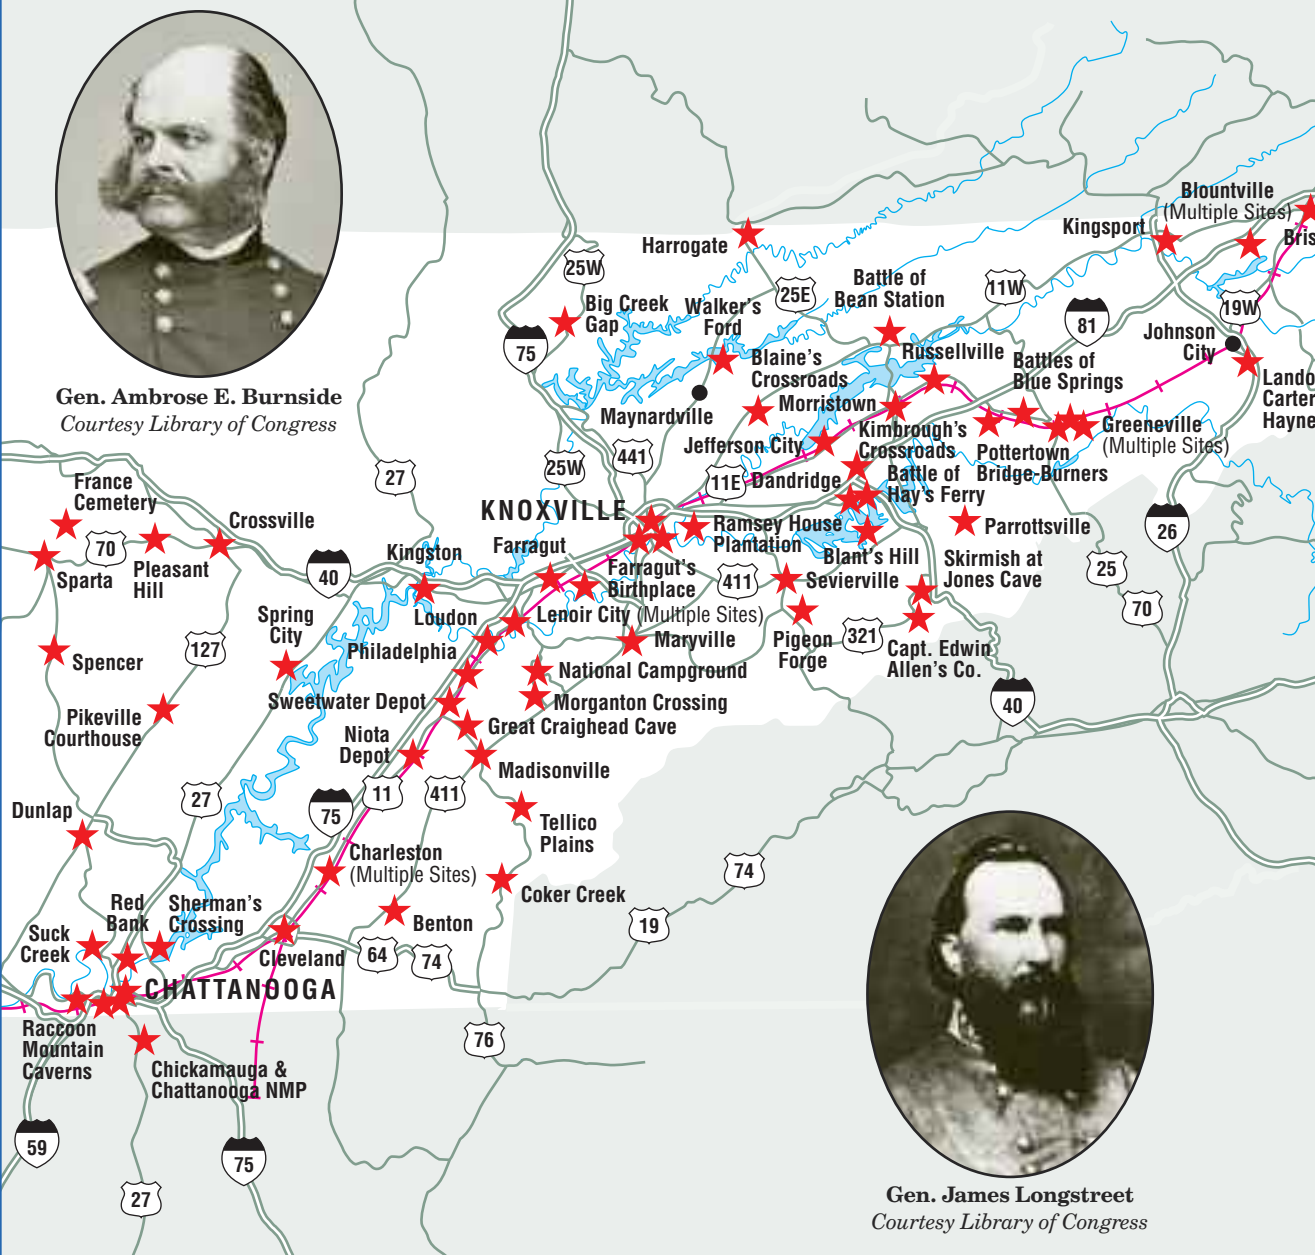 Gen. Ambrose E. Burnside
Courtesy Library of Congress
Harrogate
25W
Big Creek
Gap
75
Walker's
Ford
25E
Battle of
Bean Station
11W
81
Kingsport
Blountville
(Multiple Sites)
Bris
19W
Johnson
City
Lando
Carter
Hayne
Blaine's
Crossroads
Maynardville
Russellville
Battles of
Blue Springs
Morristown
Jefferson City
Kimbrough's
Crossroads
Greeneville
(Multiple Sites)
Pottertown
Bridge-Burners
27
25W
441
11E
Dandridge
Battle of
Hay's Ferry
France
Cemetery
70
Sparta
Pleasant
Hill
Crossville
40
Kingston
KNOXVILLE
Farragut
Ramsey House
Plantation
Blant's Hill
Parrottsville
26
Farragut's
Birthplace
411
Sevierville
Skirmish at
Jones Cave
25
70
Spring
City
Loudon
Lenoir City (Multiple Sites)
127
Spencer
Philadelphia
Maryville
Pigeon
Forge
321
Capt. Edwin
Allen's Co.
40
National Campground
Sweetwater Depot
Morganton Crossing
Pikeville
Courthouse
Great Craighead Cave
Niota
Depot
Madisonville
27
75
11
411
Dunlap
Tellico
Plains
Charleston
(Multiple Sites)
74
Coker Creek
19
Benton
Red
Bank
Sherman's
Crossing
Suck
Creek
Cleveland
64
74
CHATTANOOGA
Raccoon
Mountain
Caverns
76
Chickamauga &
Chattanooga NMP
59
75
27
Gen. James Longstreet
Courtesy Library of Congress